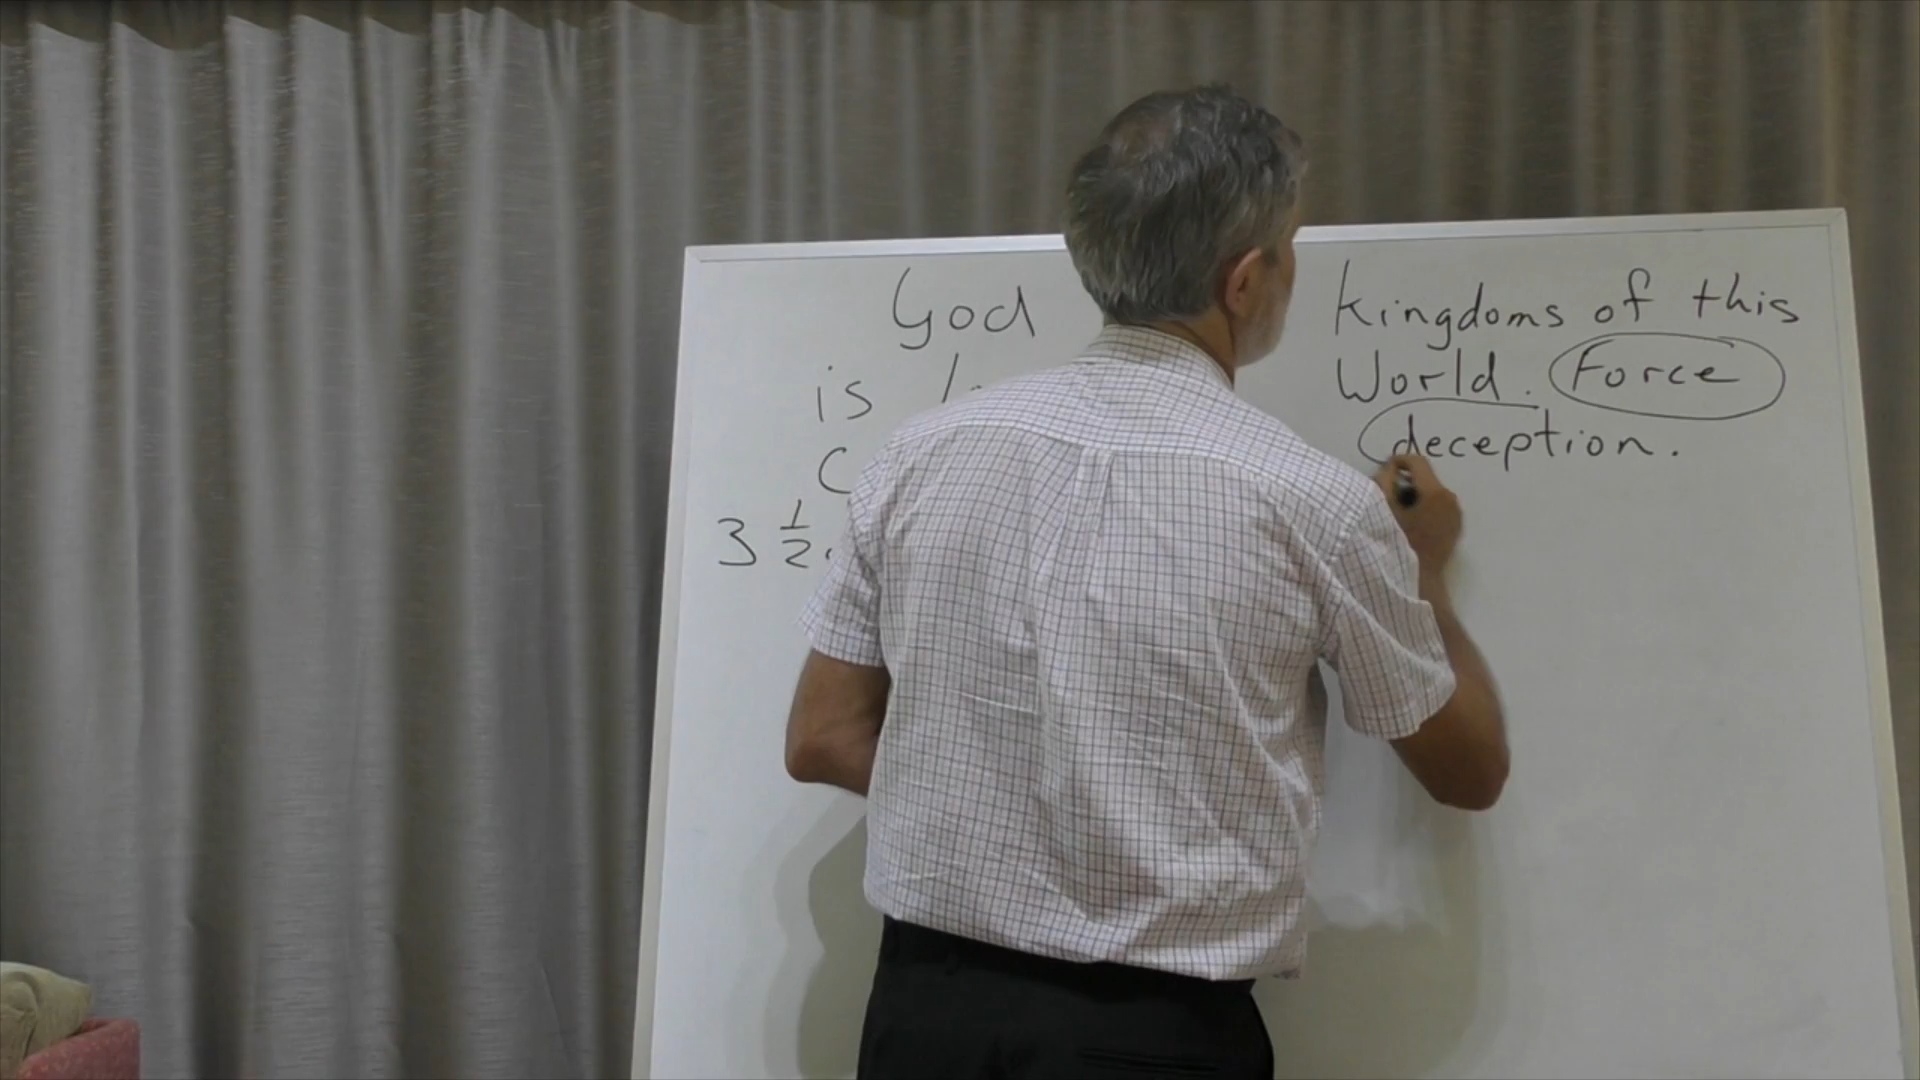 God
is
3 1/2
Kingdoms of this
World. Force
deception.